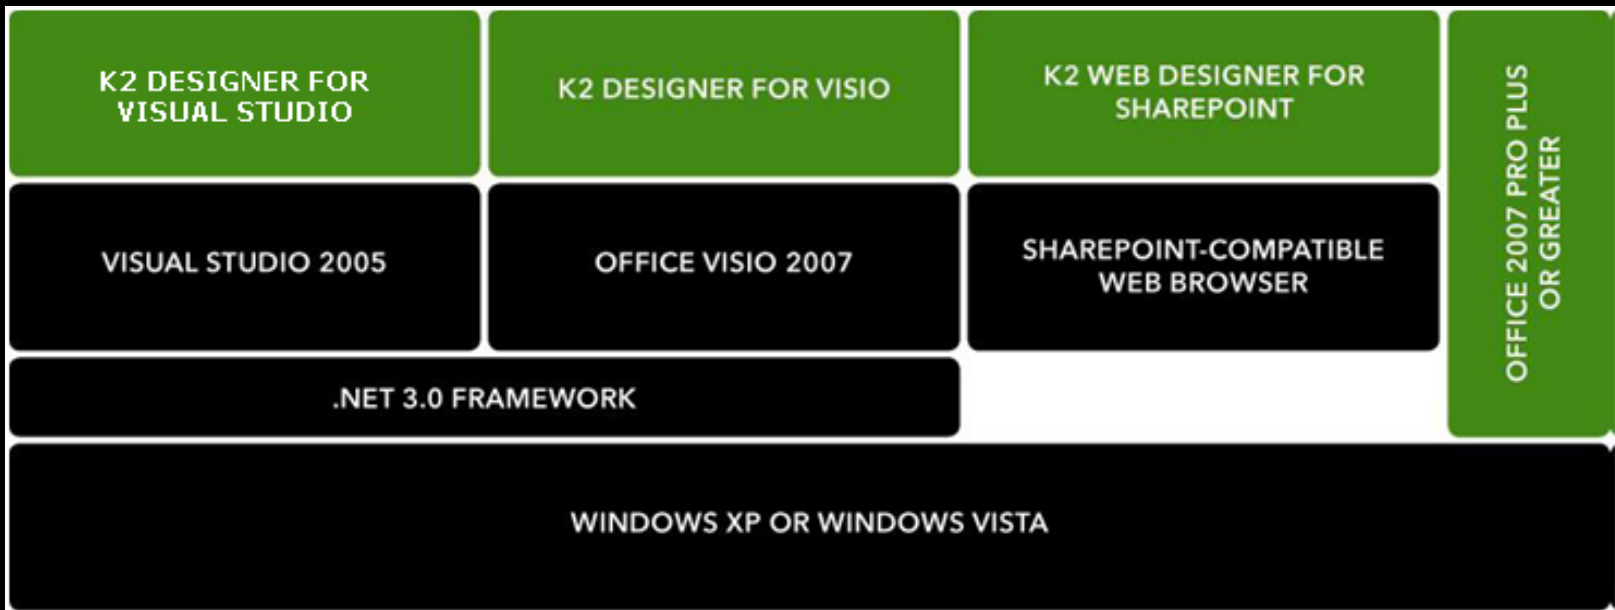 K2 DESIGNER FOR
VISUAL STUDIO
K2 DESIGNER FOR VISIO
K2 WEB DESIGNER FOR
SHAREPOINT
OFFICE 2007 PRO PLUS
OR GREATER
VISUAL STUDIO 2005
OFFICE VISIO 2007
SHAREPOINT-COMPATIBLE
WEB BROWSER
.NET 3.0 FRAMEWORK
WINDOWS XP OR WINDOWS VISTA